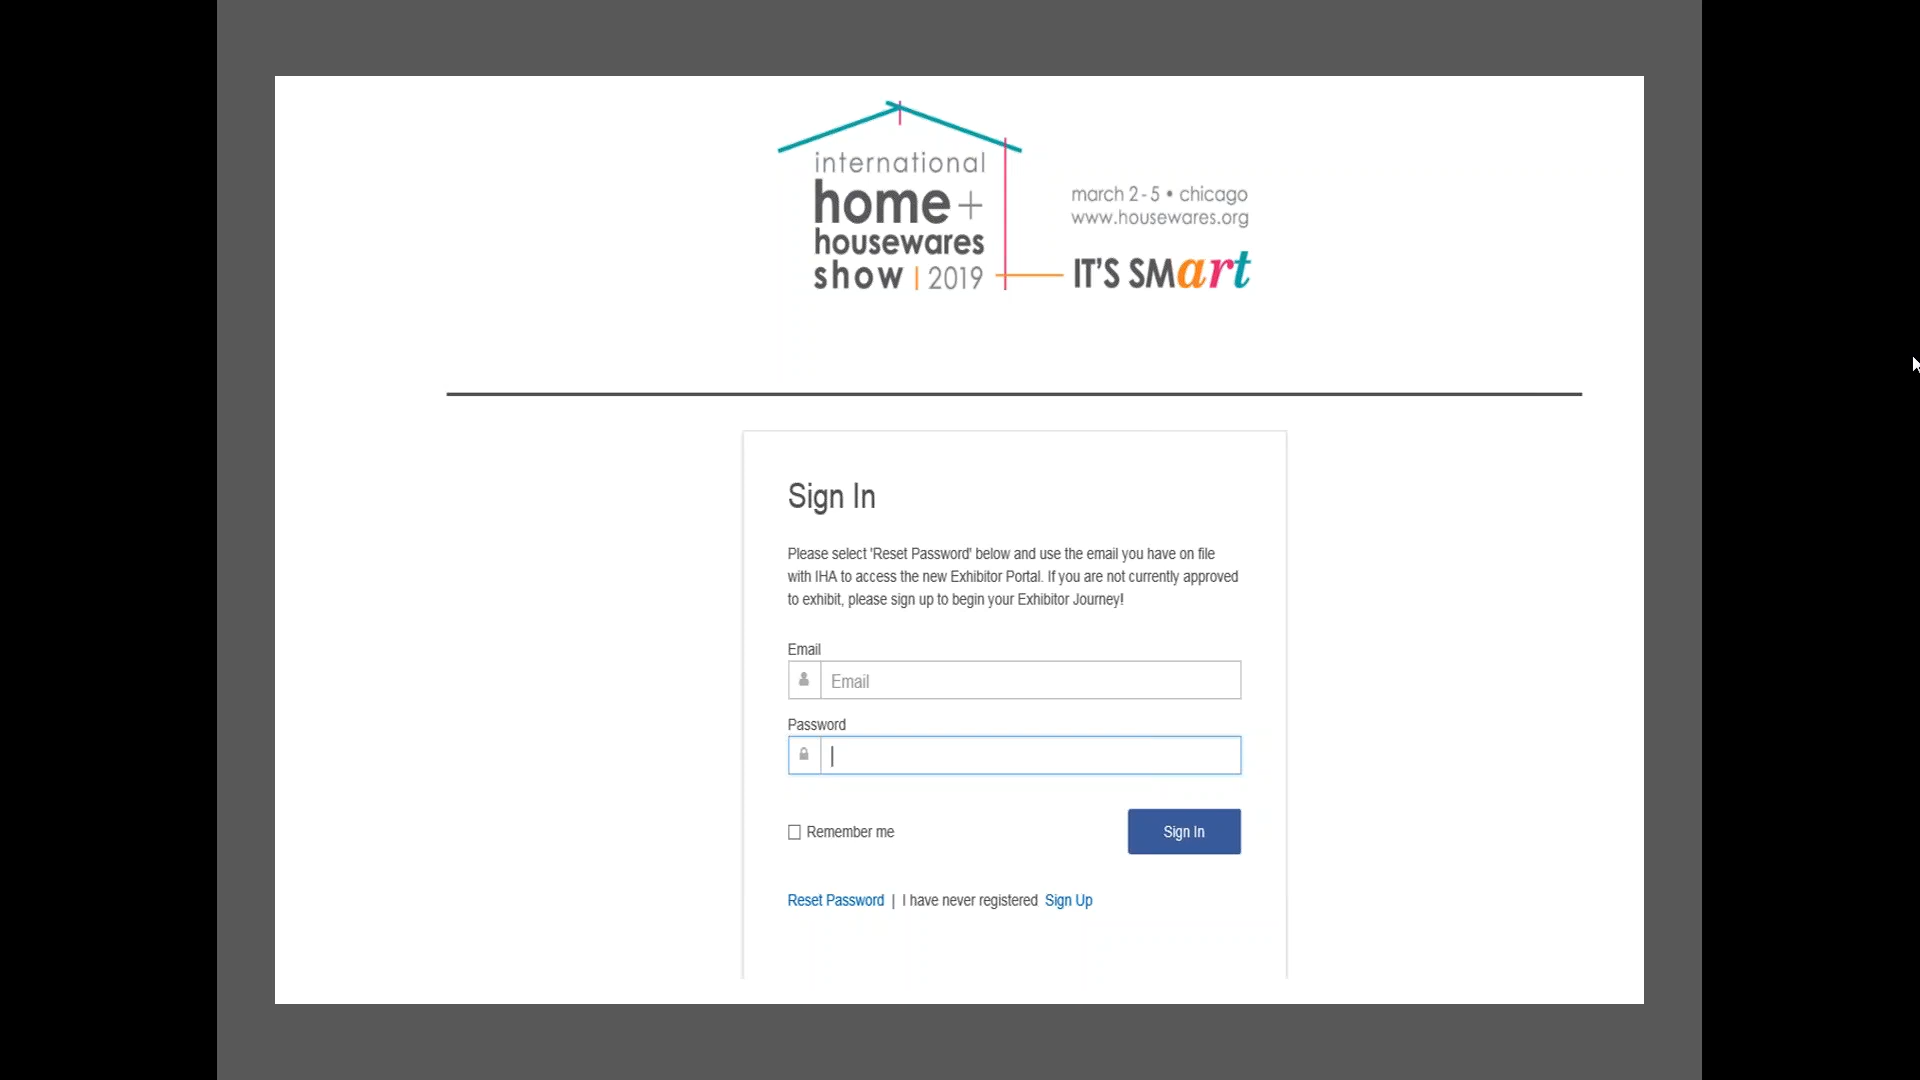 international
home +
housewares
show | 2019
march 2 - 5 • chicago
www.housewares.org
IT'S SMart
Sign In
Please select 'Reset Password' below and use the email you have on file
with IHA to access the new Exhibitor Portal. If you are not currently approved
to exhibit, please sign up to begin your Exhibitor Journey!
Email
Email
Password
Remember me
Sign In
Reset Password | I have never registered Sign Up